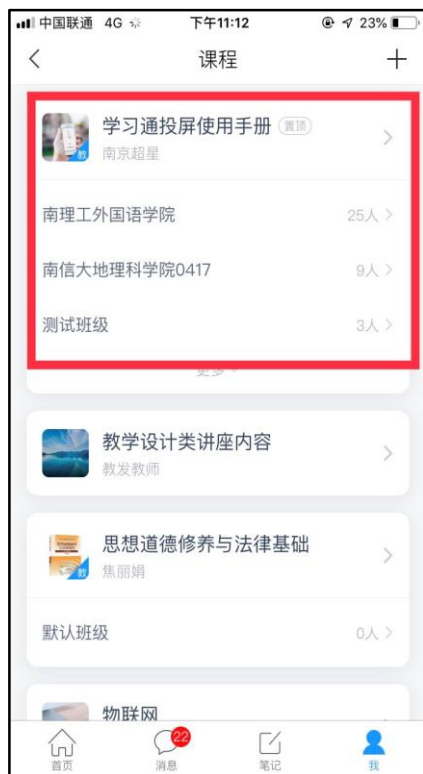 中国联通 4G 下午11:12 23%
课程
学习通投屏使用手册 置顶
南京超星
教
南理工外国语学院 25人
南信大地理科学院0417 9人
测试班级 3人
更多
教学设计类讲座内容
教发教师
思想道德修养与法律基础
焦丽娟
教
默认班级 0人
物联网
22
首页 消息 笔记 我